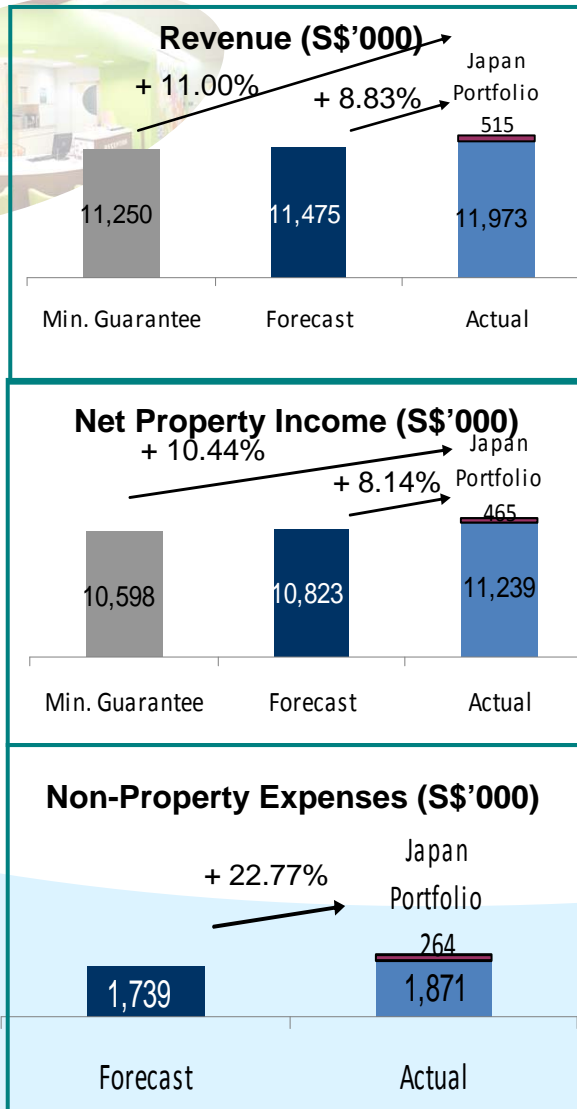 Revenue (S$'000)
+ 11.00%
+ 8.83%
Japan
Portfolio
515
11,250
11,475
11,973
Min. Guarantee
Forecast
Actual
Net Property Income (S$'000)
+ 10.44%
+ 8.14%
Japan
Portfolio
465
10,598
10,823
11,239
Min. Guarantee
Forecast
Actual
Non-Property Expenses (S$'000)
+ 22.77%
Japan
Portfolio
264
1,739
1,871
Forecast
Actual